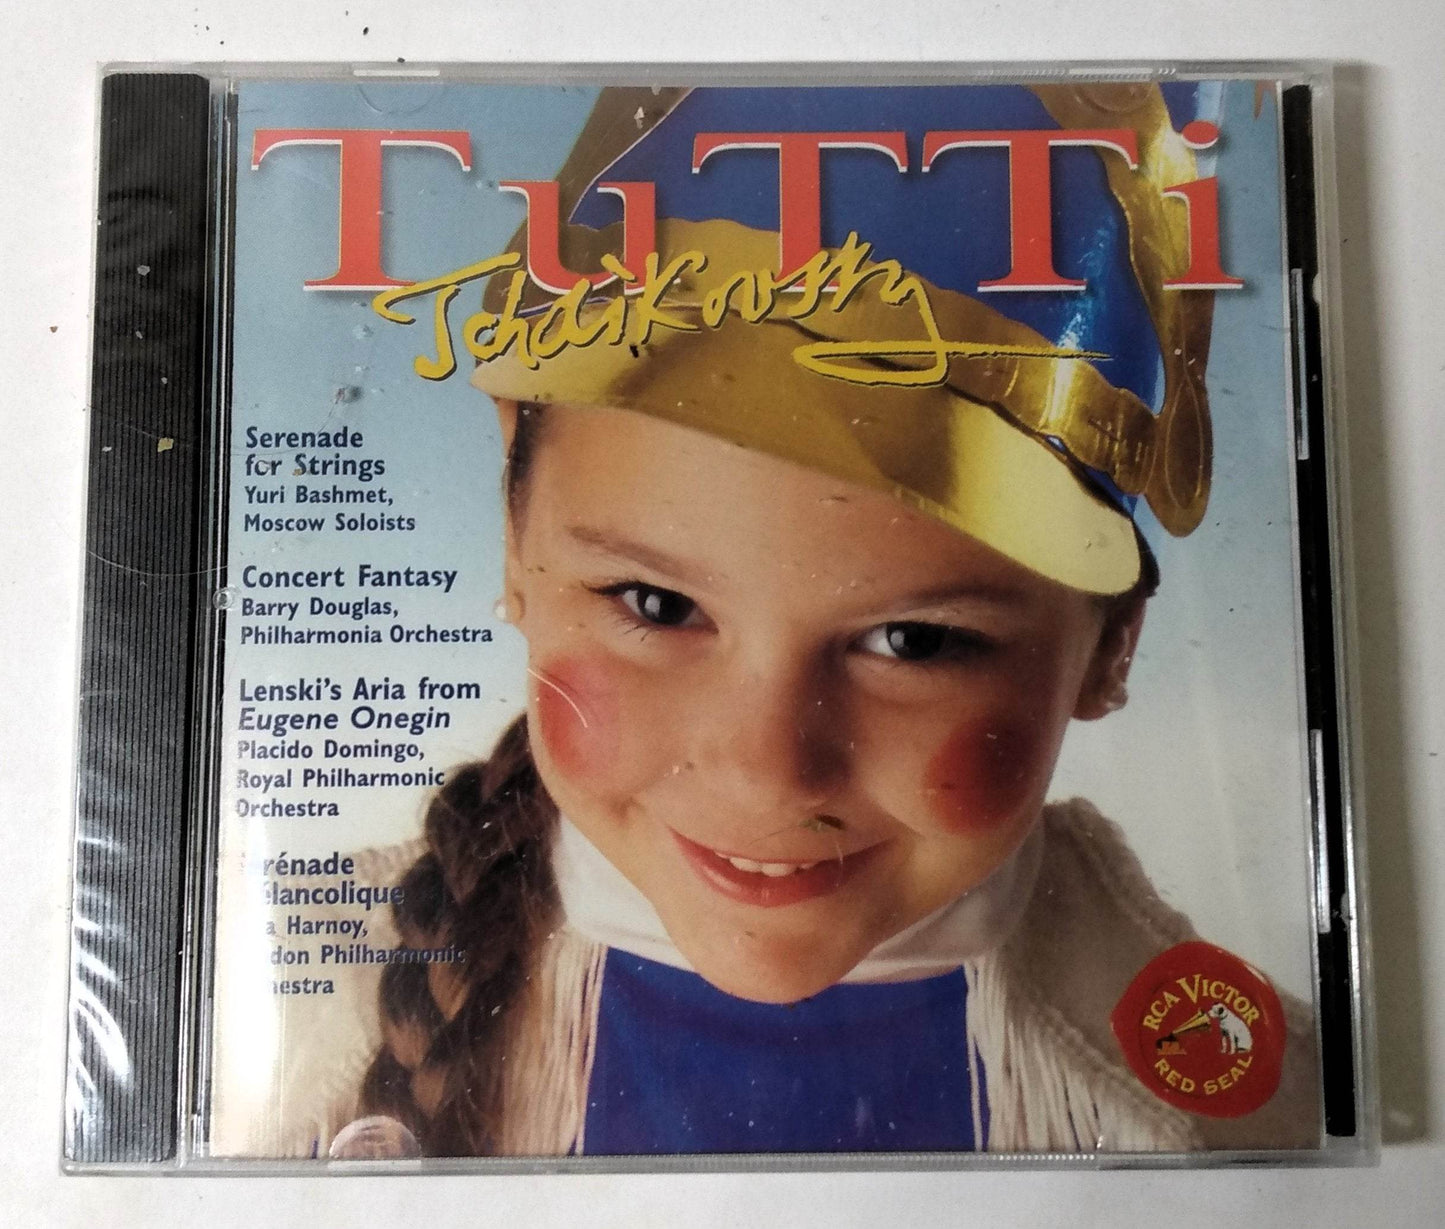 TuTTi
Tchaikovsky
Serenade
for Strings
Yuri Bashmet,
Moscow Soloists
Concert Fantasy
Barry Douglas,
Philharmonia Orchestra
Lenski's Aria from
Eugene Onegin
Placido Domingo,
Royal Philharmonic
Orchestra
Harnoy,
Philharmonic
RCA VICTOR
RED SEAL